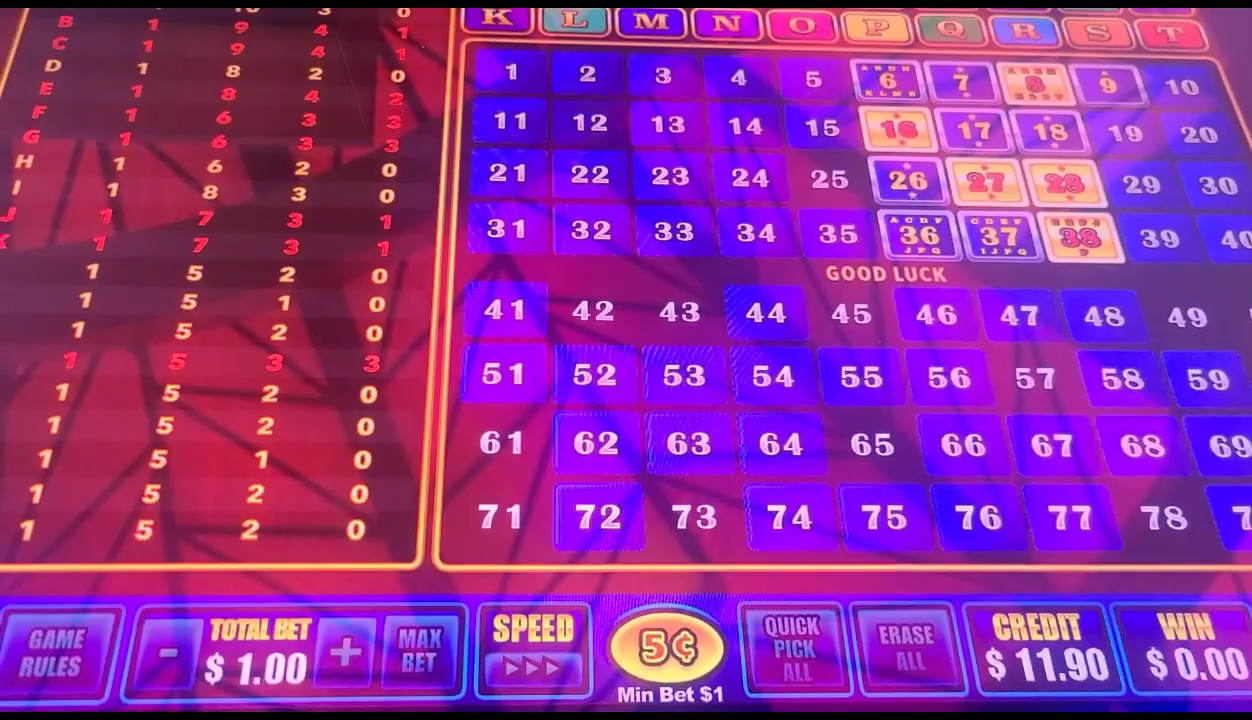 K L M N O P Q R S T
B 1 9 4 1
C 1 9 4 1
D 1 8 2 0
E 1 8 4 2
F 1 6 3 3
G 1 6 3 3
H 1 6 2 0
I 1 8 3 0
J 1 7 3 1
K 1 7 3 1
1 5 2 0
1 5 1 0
1 5 2 0
1 5 3 3
1 5 2 0
1 5 2 0
1 5 1 0
1 5 2 0
1 5 2 0
1 2 3 4 5 6 7 8 9 10
11 12 13 14 15 16 17 18 19 20
21 22 23 24 25 26 27 28 29 30
31 32 33 34 35 36 37 38 39 40
GOOD LUCK
41 42 43 44 45 46 47 48 49
51 52 53 54 55 56 57 58 59
61 62 63 64 65 66 67 68 69
71 72 73 74 75 76 77 78
GAME RULES
- TOTAL BET +
$ 1.00
MAX BET
SPEED
5¢
Min Bet $1
QUICK PICK ALL
ERASE ALL
CREDIT
$ 11.90
WIN
$ 0.00